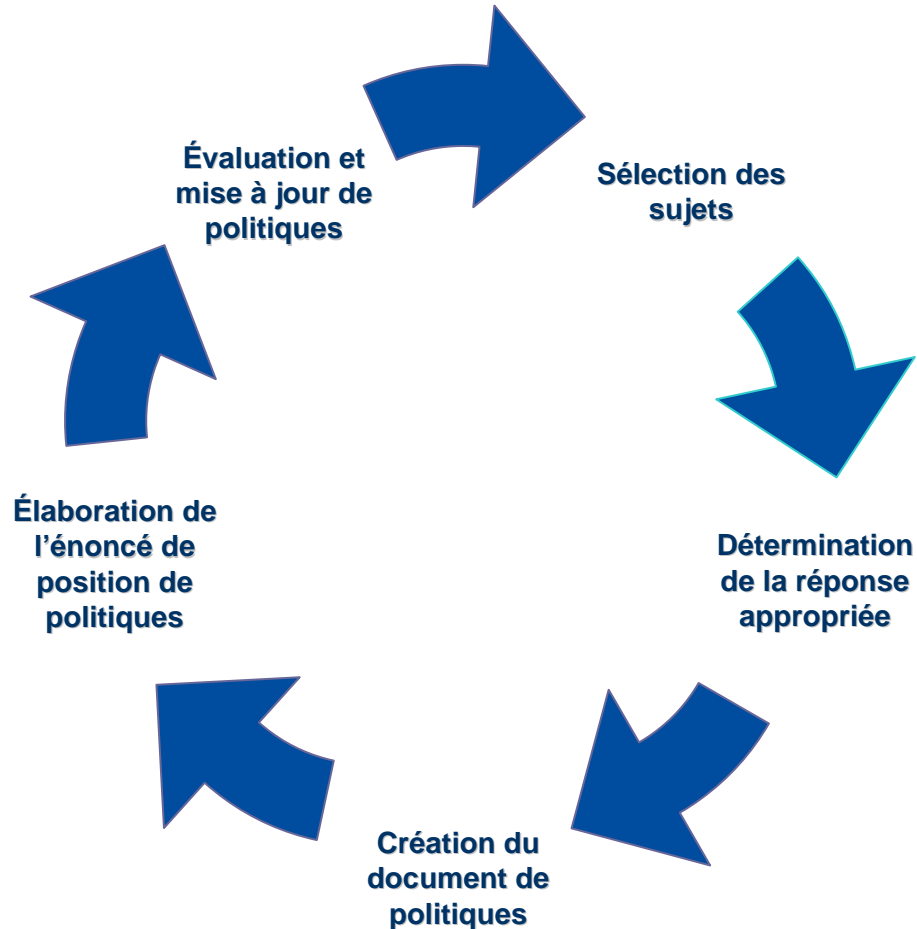 Évaluation et
mise à jour de
politiques
Sélection des
sujets
Détermination
de la réponse
appropriée
Création du
document de
politiques
Élaboration de
l'énoncé de
position de
politiques